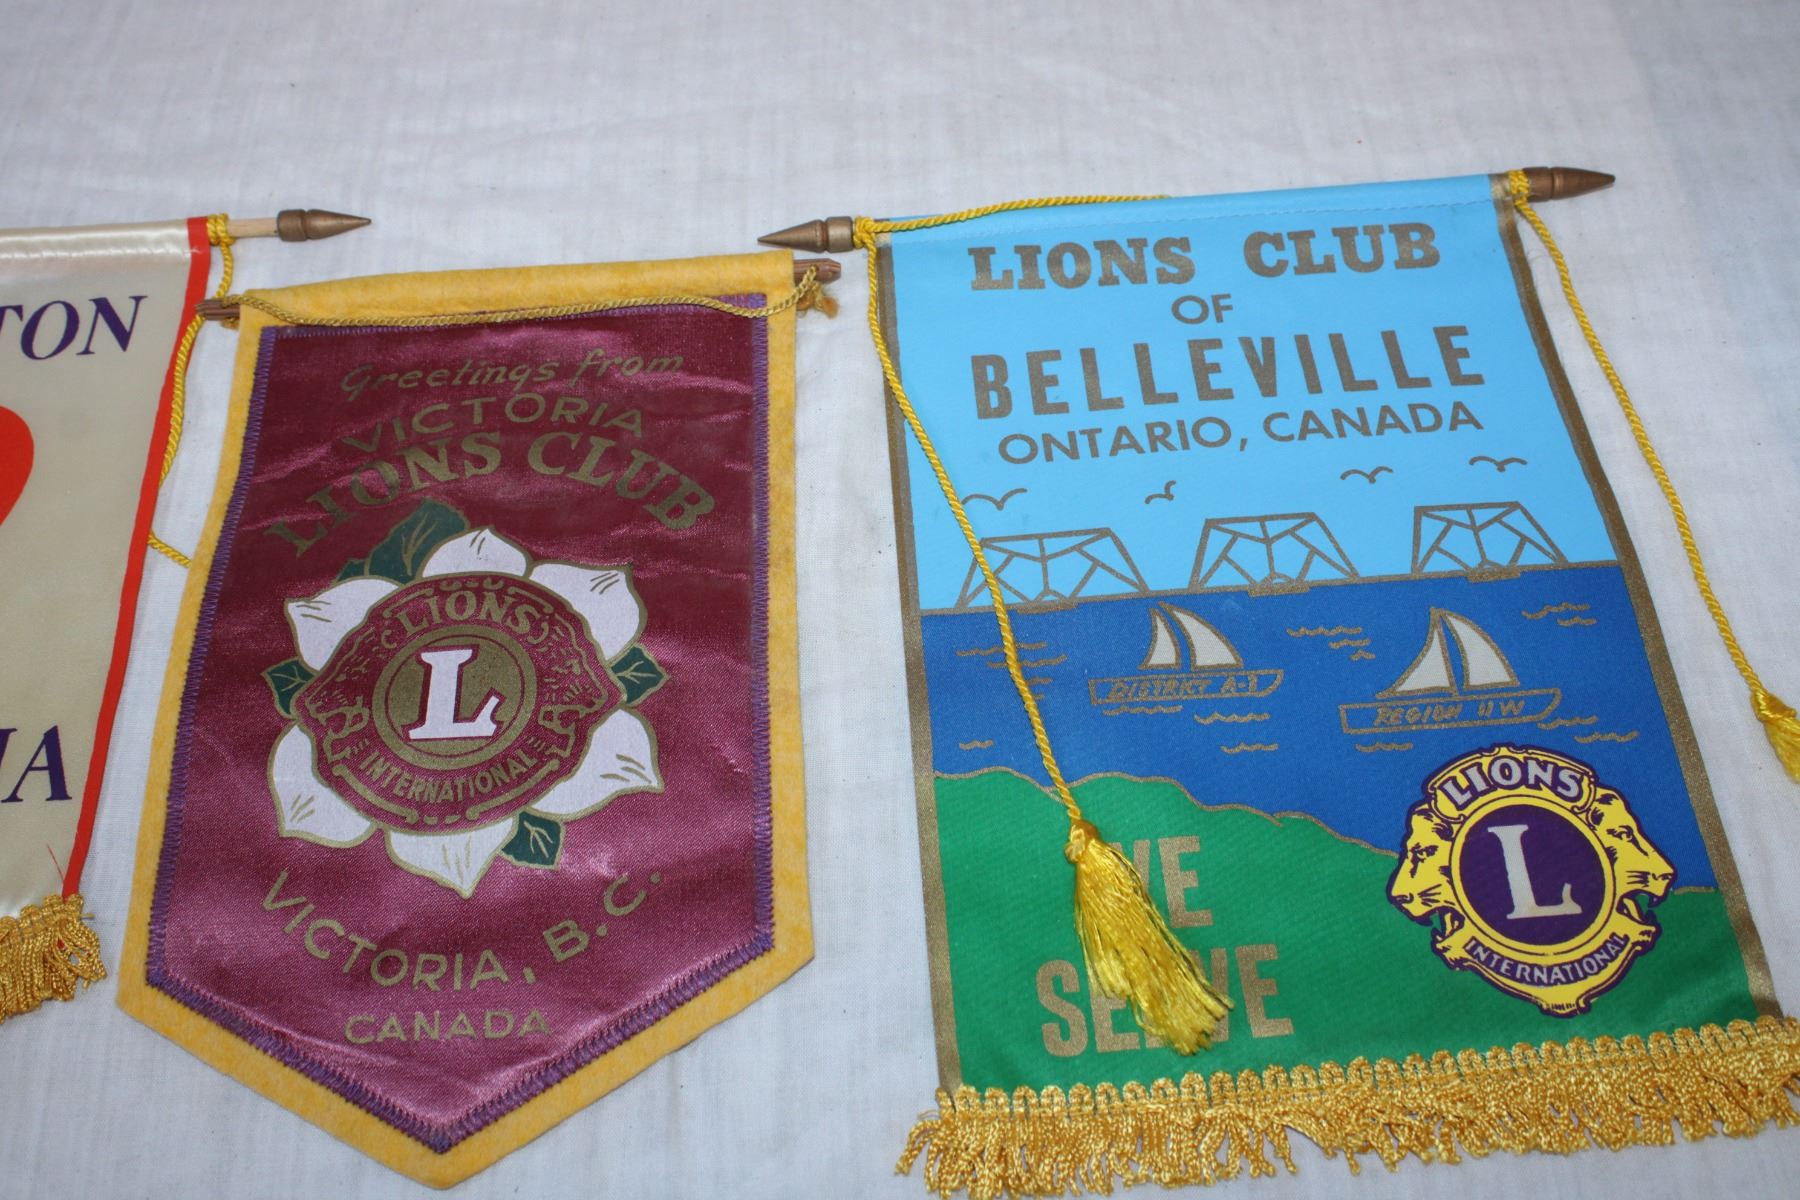 TON
IA
Greetings from
VICTORIA
LIONS CLUB
LIONS
L
INTERNATIONAL
VICTORIA, B.C.
CANADA
LIONS CLUB
OF
BELLEVILLE
ONTARIO, CANADA
DISTRICT A-3
REGION 11 W
WE
SERVE
LIONS
L
INTERNATIONAL